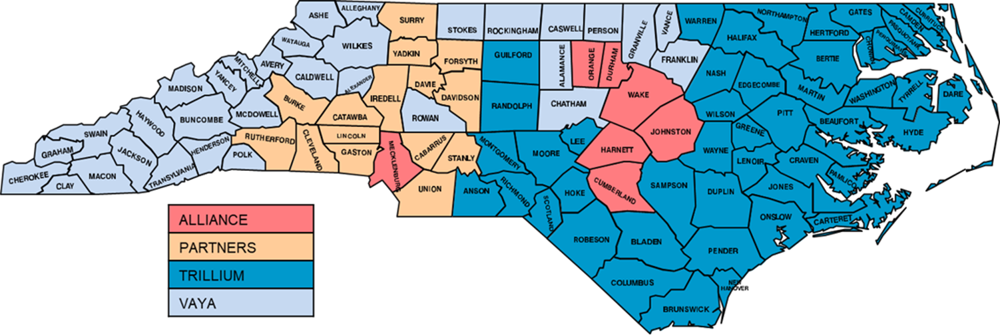 ASHE
ALLEGHANY
SURRY
STOKES
ROCKINGHAM
CASWELL
PERSON
GRANVILLE
VANCE
WARREN
NORTHAMPTON
GATES
CAMDEN
CURRITUCK
PASQUOTANK
PERQUIMANS
CHOWAN
HERTFORD
HALIFAX
WATAUGA
WILKES
YADKIN
FORSYTH
GUILFORD
ALAMANCE
ORANGE
DURHAM
FRANKLIN
NASH
BERTIE
MITCHELL
AVERY
CALDWELL
ALEXANDER
IREDELL
DAVIE
DAVIDSON
RANDOLPH
CHATHAM
WAKE
EDGECOMBE
MARTIN
WASHINGTON
TYRRELL
DARE
MADISON
YANCEY
MCDOWELL
BURKE
CATAWBA
ROWAN
JOHNSTON
WILSON
PITT
BEAUFORT
HYDE
HAYWOOD
BUNCOMBE
RUTHERFORD
CLEVELAND
LINCOLN
GASTON
MECKLENBURG
CABARRUS
STANLY
MONTGOMERY
MOORE
LEE
HARNETT
WAYNE
GREENE
LENOIR
CRAVEN
PAMLICO
SWAIN
GRAHAM
JACKSON
HENDERSON
POLK
TRANSYLVANIA
CHEROKEE
MACON
CLAY
UNION
ANSON
RICHMOND
SCOTLAND
HOKE
CUMBERLAND
SAMPSON
DUPLIN
JONES
ONSLOW
CARTERET
ROBESON
BLADEN
PENDER
COLUMBUS
NEW
HANOVER
BRUNSWICK
ALLIANCE
PARTNERS
TRILLIUM
VAYA